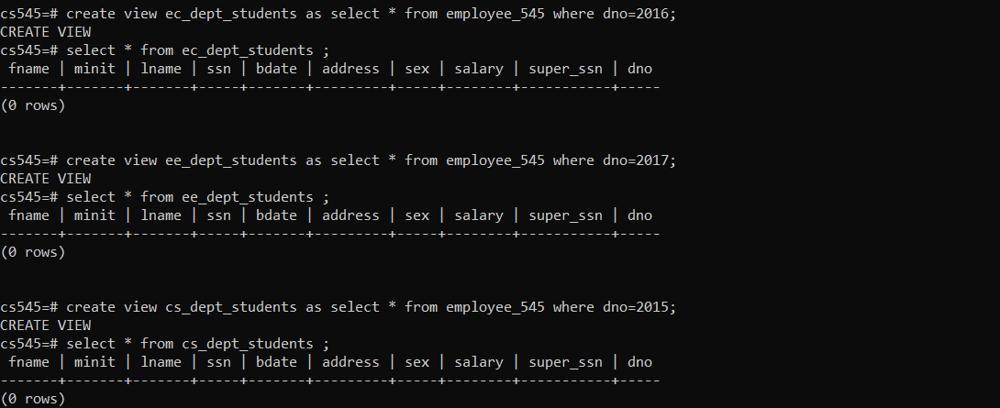 cs545=# create view ec_dept_students as select * from employee_545 where dno=2016;
CREATE VIEW
cs545=# select * from ec_dept_students ;
 fname | minit | lname | ssn | bdate | address | sex | salary | super_ssn | dno
-------+-------+-------+-----+-------+---------+-----+--------+-----------+-----
(0 rows)
cs545=# create view ee_dept_students as select * from employee_545 where dno=2017;
CREATE VIEW
cs545=# select * from ee_dept_students ;
 fname | minit | lname | ssn | bdate | address | sex | salary | super_ssn | dno
-------+-------+-------+-----+-------+---------+-----+--------+-----------+-----
(0 rows)
cs545=# create view cs_dept_students as select * from employee_545 where dno=2015;
CREATE VIEW
cs545=# select * from cs_dept_students ;
 fname | minit | lname | ssn | bdate | address | sex | salary | super_ssn | dno
-------+-------+-------+-----+-------+---------+-----+--------+-----------+-----
(0 rows)